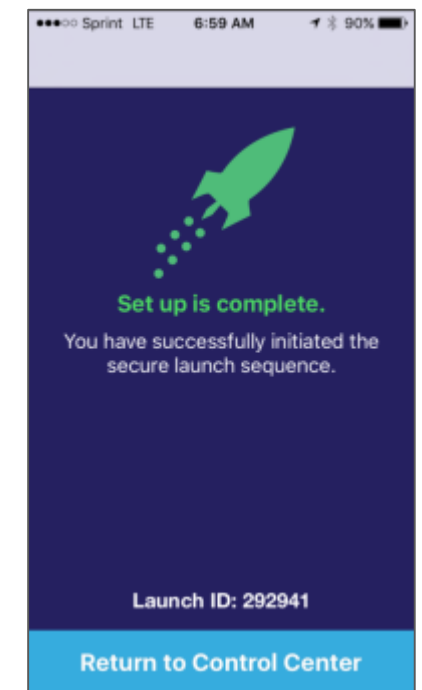 Sprint LTE 6:59 AM 90%
Set up is complete.
You have successfully initiated the
secure launch sequence.
Launch ID: 292941
Return to Control Center